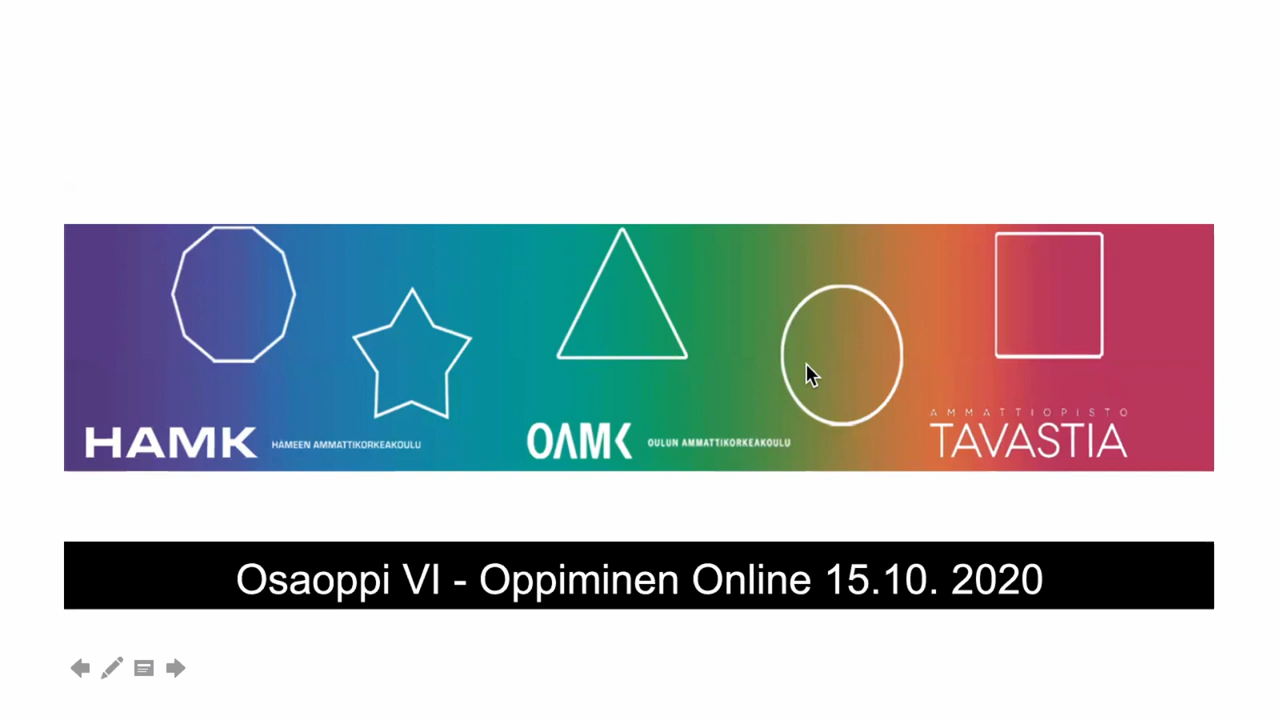 HAMK HÄMEEN AMMATTIKORKEAKOULU
OAMK OULUN AMMATTIKORKEAKOULU
AMMATTIOPISTO
TAVASTIA
Osaoppi VI - Oppiminen Online 15.10. 2020